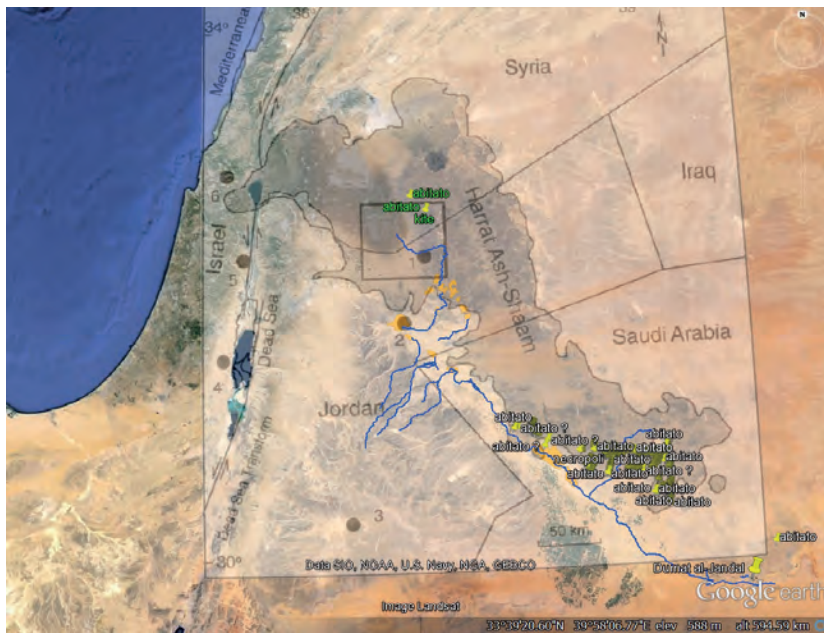 N
34°
36°
Mediterranean
N
Syria
Iraq
Harrat Ash-Shaam
abitato
abitato
kite
6
1
Israel
5
Dead Sea
2
Saudi Arabia
4
Jordan
abitato
abitato ?
abitato
abitato ?
abitato
abitato ?
necropoli
abitato
abitato
abitato
abitato
abitato ?
abitato
abitato
abitato
abitato
Dead Sea Transform
3
50 km
30°
abitato
Dumat al-Jandal
Data SIO, NOAA, U.S. Navy, NGA, GEBCO
Google earth
Image Landsat
33°39'20.60" N 39°58'06.77" E elev 588 m alt 594.59 km